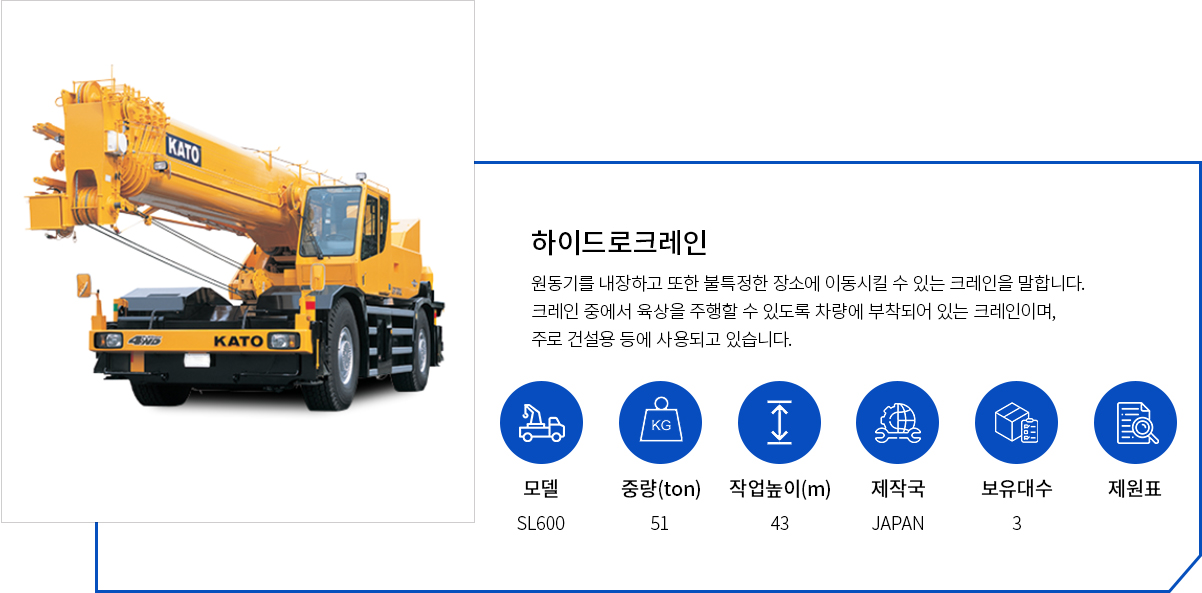 KATO
4WD
KATO
하이드로크레인
원동기를 내장하고 또한 불특정한 장소에 이동시킬 수 있는 크레인을 말합니다.
크레인 중에서 육상을 주행할 수 있도록 차량에 부착되어 있는 크레인이며,
주로 건설용 등에 사용되고 있습니다.
KG
모델 중량(ton) 작업높이(m) 제작국 보유대수 제원표
SL600 51 43 JAPAN 3